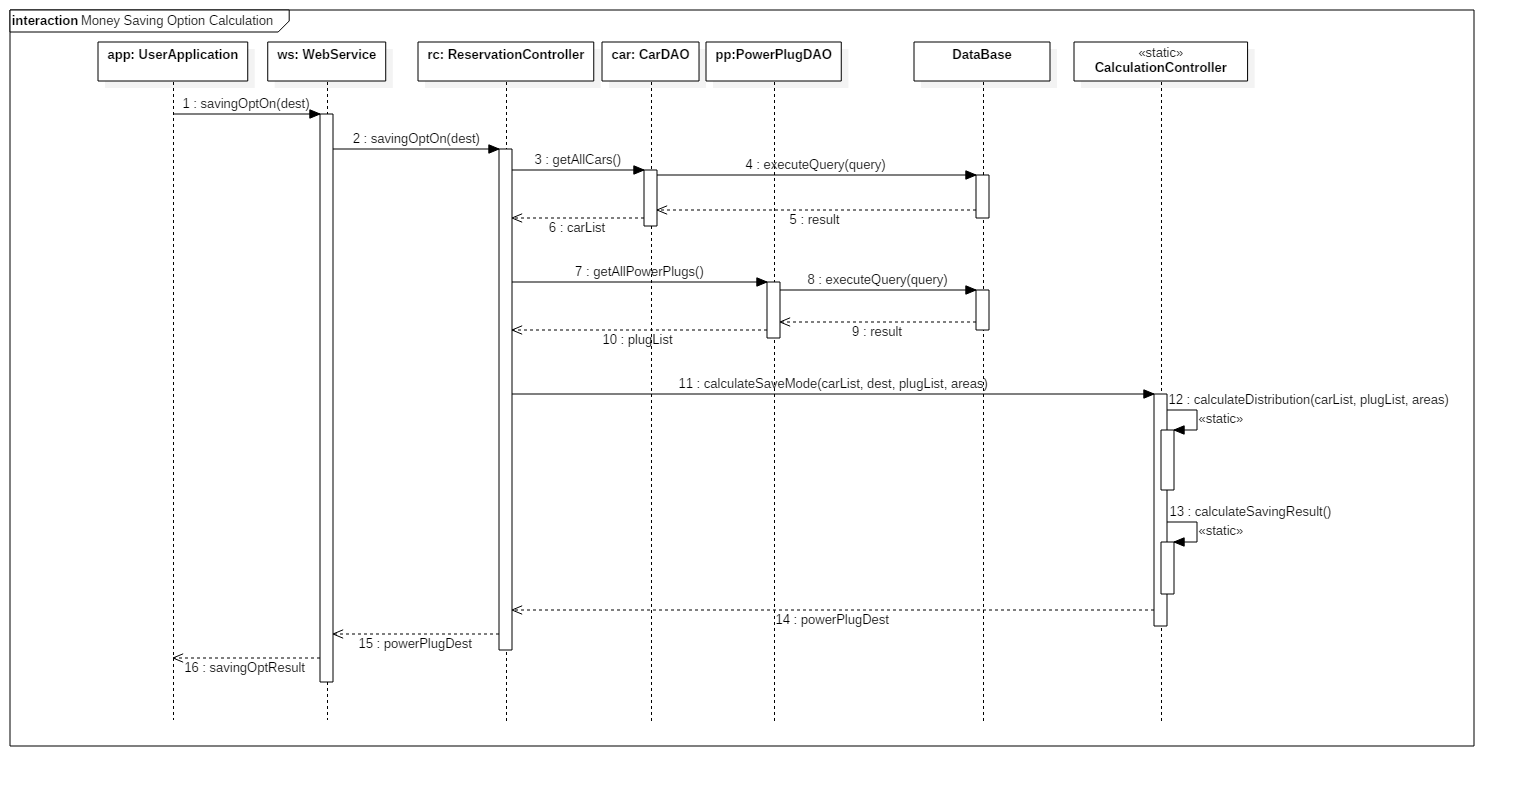 interaction Money Saving Option Calculation
app: UserApplication
ws: WebService
rc: ReservationController
car: CarDAO
pp:PowerPlugDAO
DataBase
«static»
CalculationController
1 : savingOptOn(dest)
2 : savingOptOn(dest)
3 : getAllCars()
4 : executeQuery(query)
5 : result
6 : carList
7 : getAllPowerPlugs()
8 : executeQuery(query)
9 : result
10 : plugList
11 : calculateSaveMode(carList, dest, plugList, areas)
12 : calculateDistribution(carList, plugList, areas)
«static»
13 : calculateSavingResult()
«static»
14 : powerPlugDest
15 : powerPlugDest
16 : savingOptResult